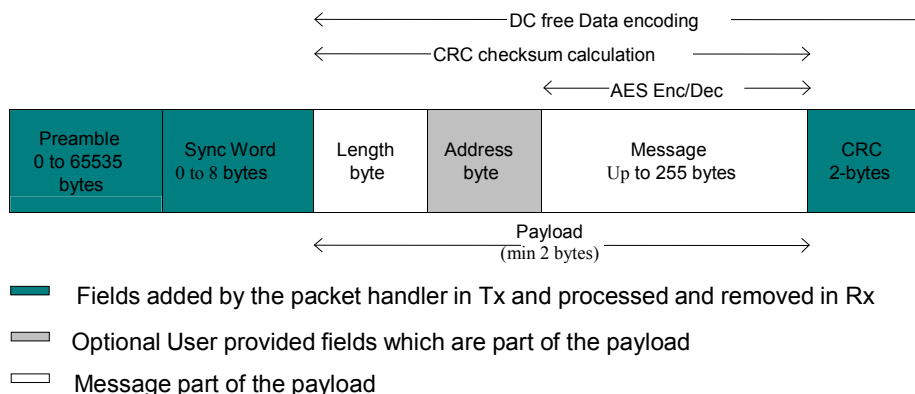 DC free Data encoding
CRC checksum calculation
AES Enc/Dec
Preamble
0 to 65535
bytes
Sync Word
0 to 8 bytes
Length
byte
Address
byte
Message
Up to 255 bytes
CRC
2-bytes
Payload
(min 2 bytes)
Fields added by the packet handler in Tx and processed and removed in Rx
Optional User provided fields which are part of the payload
Message part of the payload